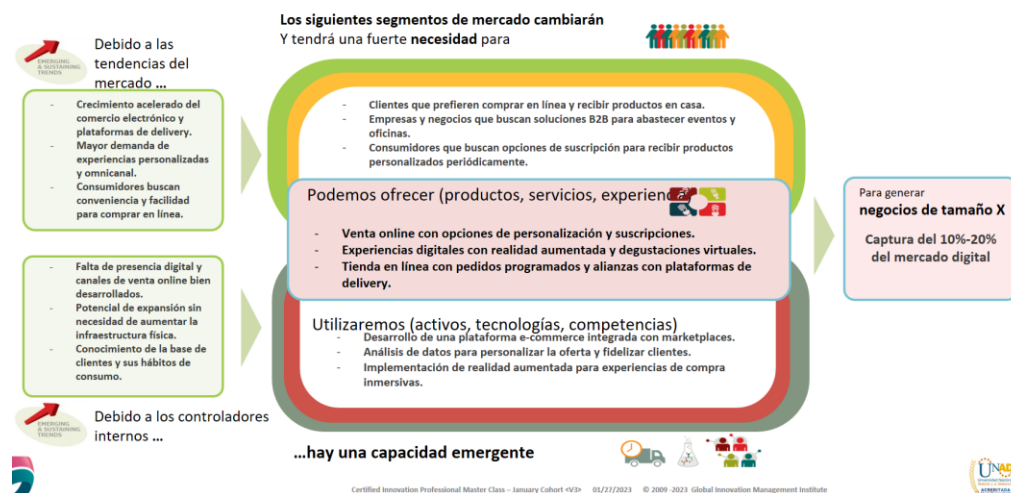 Los siguientes segmentos de mercado cambiarán
Y tendrá una fuerte necesidad para
EMERGING
& SUSTAINING
TRENDS
Debido a las
tendencias del
mercado ...
- Crecimiento acelerado del
comercio electrónico y
plataformas de delivery.
- Mayor demanda de
experiencias personalizadas
y omnicanal.
- Consumidores buscan
conveniencia y facilidad
para comprar en línea.
- Clientes que prefieren comprar en línea y recibir productos en casa.
- Empresas y negocios que buscan soluciones B2B para abastecer eventos y
oficinas.
- Consumidores que buscan opciones de suscripción para recibir productos
personalizados periódicamente.
Podemos ofrecer (productos, servicios, experiencia
- Venta online con opciones de personalización y suscripciones.
- Experiencias digitales con realidad aumentada y degustaciones virtuales.
- Tienda en línea con pedidos programados y alianzas con plataformas de
delivery.
Para generar
negocios de tamaño X
Captura del 10%-20%
del mercado digital
- Falta de presencia digital y
canales de venta online bien
desarrollados.
- Potencial de expansión sin
necesidad de aumentar la
infraestructura física.
- Conocimiento de la base de
clientes y sus hábitos de
consumo.
Utilizaremos (activos, tecnologías, competencias)
- Desarrollo de una plataforma e-commerce integrada con marketplaces.
- Análisis de datos para personalizar la oferta y fidelizar clientes.
- Implementación de realidad aumentada para experiencias de compra
inmersivas.
EMERGING
& SUSTAINING
TRENDS
Debido a los controladores
internos ...
...hay una capacidad emergente
Certified Innovation Professional Master Class – January Cohort <V3> 01/27/2023 © 2009 -2023 Global Innovation Management Institute
UNAD
ACREDITADA